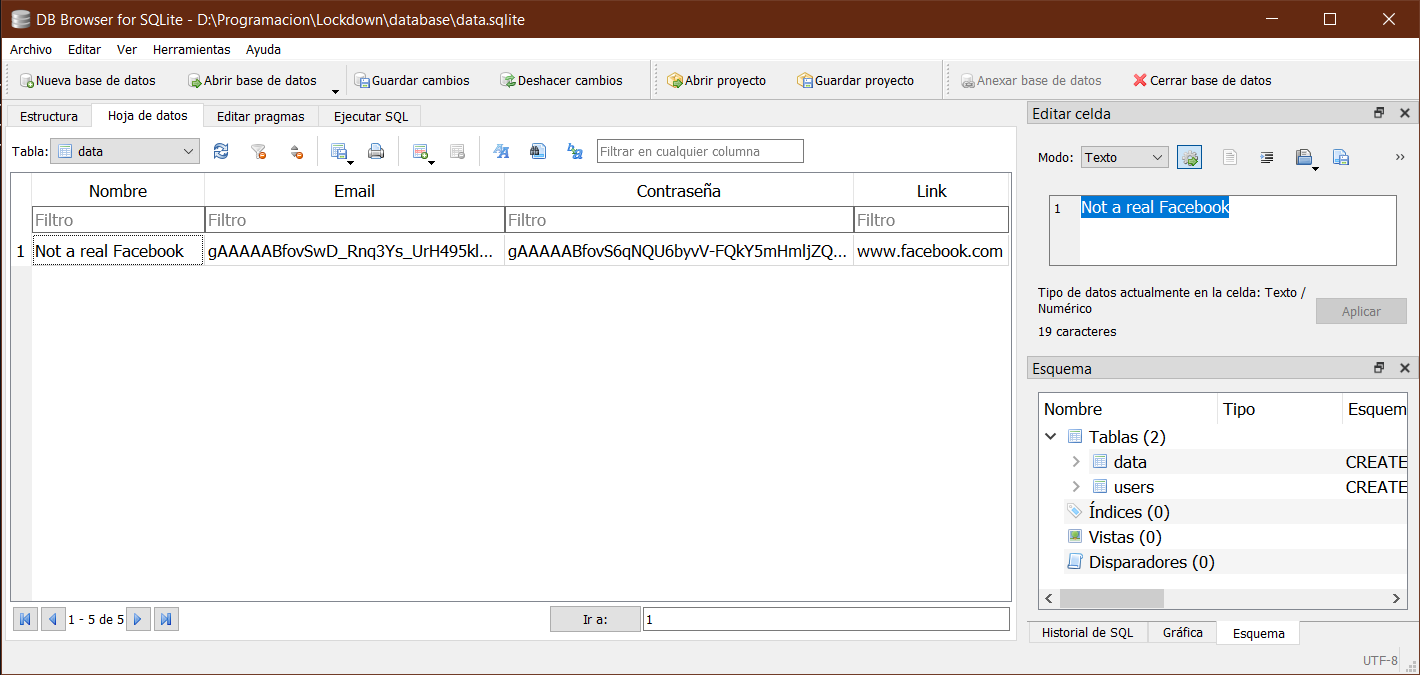 DB Browser for SQLite - D:\Programacion\Lockdown\database\data.sqlite
Archivo Editar Ver Herramientas Ayuda
Nueva base de datos Abrir base de datos Guardar cambios Deshacer cambios Abrir proyecto Guardar proyecto Anexar base de datos Cerrar base de datos
Estructura Hoja de datos Editar pragmas Ejecutar SQL
Tabla: data Filtrar en cualquier columna
Nombre Email Contraseña Link
Filtro Filtro Filtro Filtro
1 Not a real Facebook gAAAAABfovSwD_Rnq3Ys_UrH495kl... gAAAAABfovS6qNQU6byvV-FQkY5mHmIjZQ... www.facebook.com
1 - 5 de 5 Ir a: 1
Editar celda
Modo: Texto
1 Not a real Facebook
Tipo de datos actualmente en la celda: Texto /
Numérico
Aplicar
19 caracteres
Esquema
Nombre Tipo Esquem
Tablas (2)
data CREATE
users CREATE
Índices (0)
Vistas (0)
Disparadores (0)
Historial de SQL Gráfica Esquema
UTF-8